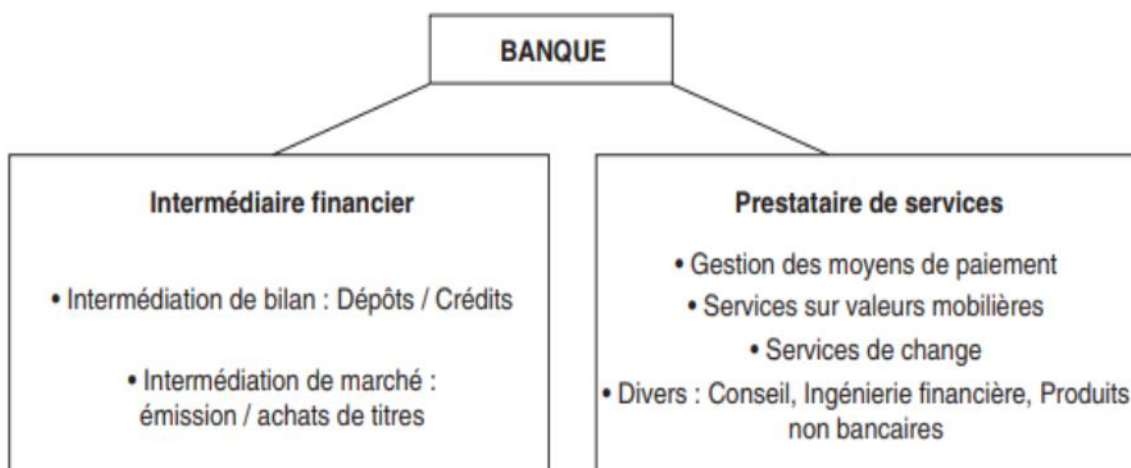 BANQUE
Intermédiaire financier
• Intermédiation de bilan : Dépôts / Crédits
• Intermédiation de marché :
émission / achats de titres
Prestataire de services
• Gestion des moyens de paiement
• Services sur valeurs mobilières
• Services de change
• Divers : Conseil, Ingénierie financière, Produits
non bancaires